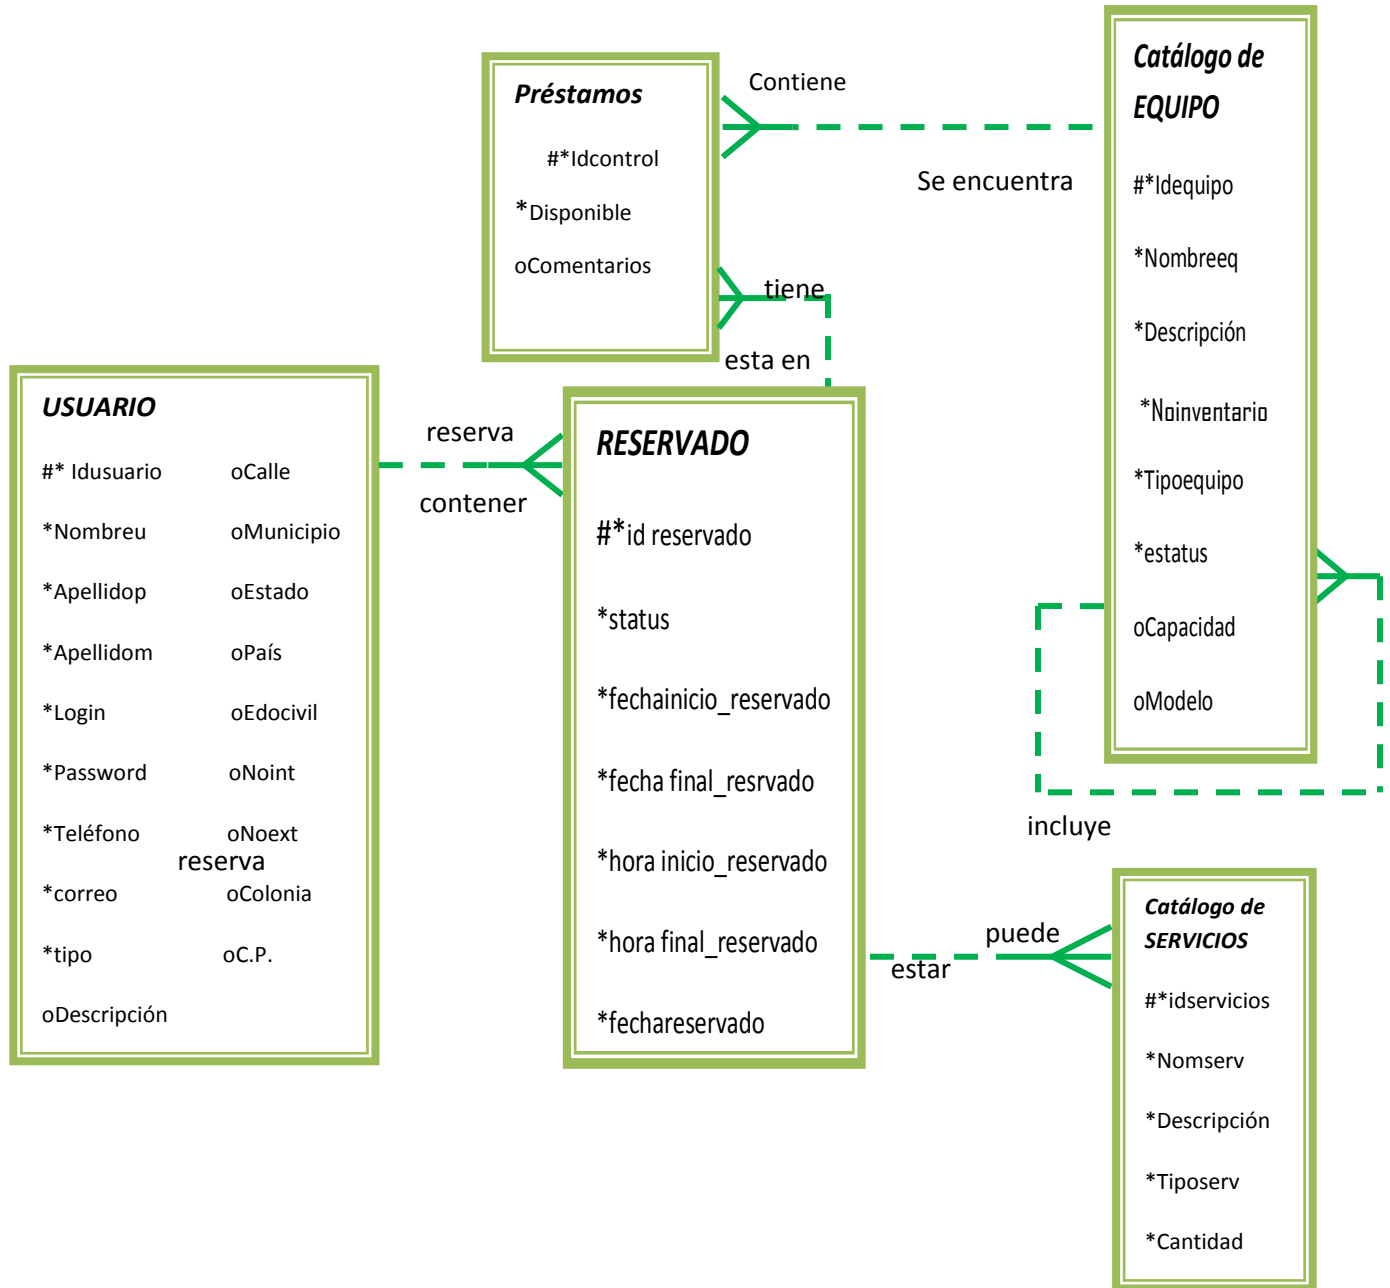 Préstamos
#*Idcontrol
*Disponible
oComentarios
Contiene
Se encuentra
tiene
esta en
Catálogo de
EQUIPO
#*Idequipo
*Nombreeq
*Descripción
*Noinventario
*Tipoequipo
*estatus
oCapacidad
oModelo
incluye
USUARIO
#* Idusuario oCalle
*Nombreu oMunicipio
*Apellidop oEstado
*Apellidom oPaís
*Login oEdocivil
*Password oNoint
*Teléfono oNoext
reserva
*correo oColonia
*tipo oC.P.
oDescripción
reserva
contener
RESERVADO
#*id reservado
*status
*fechainicio_reservado
*fecha final_resrvado
*hora inicio_reservado
*hora final_reservado
*fechareservado
puede
estar
Catálogo de
SERVICIOS
#*idservicios
*Nomserv
*Descripción
*Tiposerv
*Cantidad